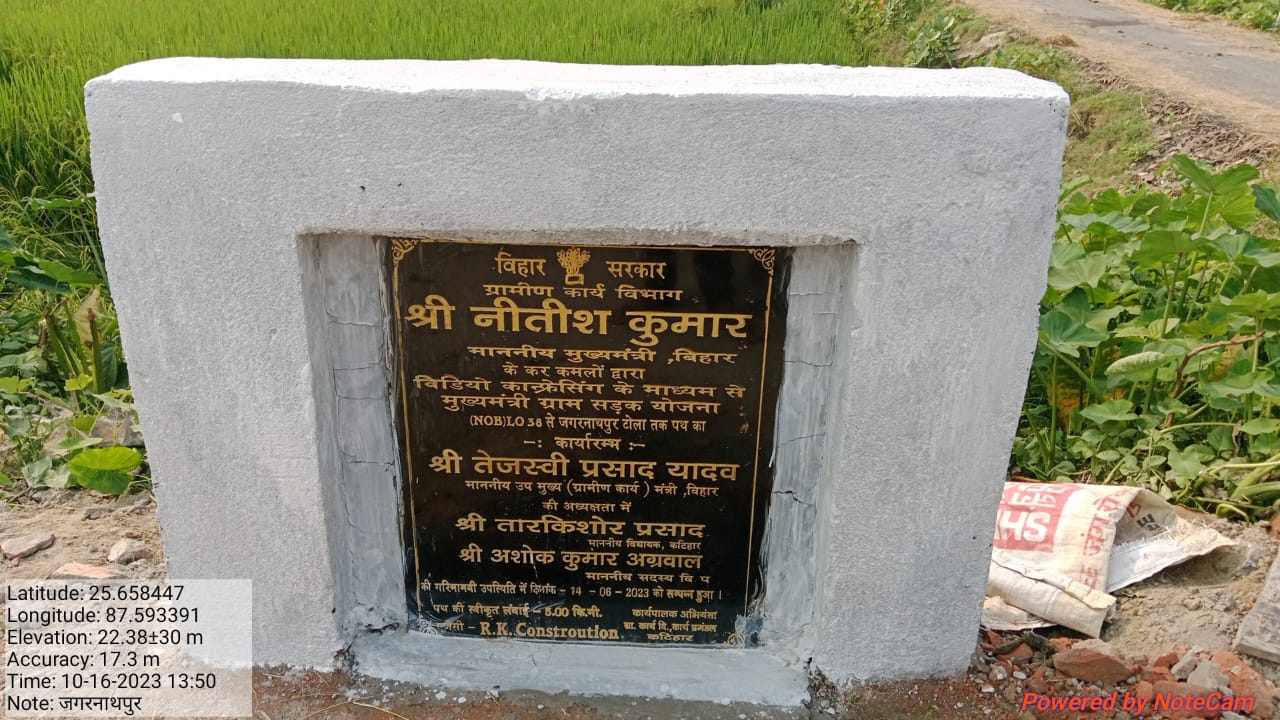 विहार सरकार
ग्रामीण कार्य विभाग
श्री नीतीश कुमार
माननीय मुख्यमंत्री ,विहार
के कर कमलों द्वारा
विडियो कान्फ्रेसिंग के माध्यम से
मुख्यमंत्री ग्राम सड़क योजना
(NOB)LO 38 से जगरनाथपुर टोला तक पथ का
-: कार्यारम्भ :-
श्री तेजस्वी प्रसाद यादव
माननीय उप मुख्य (ग्रामीण कार्य ) मंत्री ,विहार
की अध्यक्षता में
श्री तारकिशोर प्रसाद
माननीय विधायक, कटिहार
श्री अशोक कुमार अग्रवाल
माननीय सदस्य वि प
की गरिमामयी उपस्थिति में दिनांक - 14 - 06 - 2023 को सम्पन्न हुआ ।
पथ की स्वीकृत लंबाई - 5.00 कि.मी.
कार्यपालक अभियंता
- R.K. Constroution
ग्रा. कार्य वि., कार्य प्रमंडल
कटिहार
Latitude: 25.658447
Longitude: 87.593391
Elevation: 22.38±30 m
Accuracy: 17.3 m
Time: 10-16-2023 13:50
Note: जगरनाथपुर
Powered by NoteCam